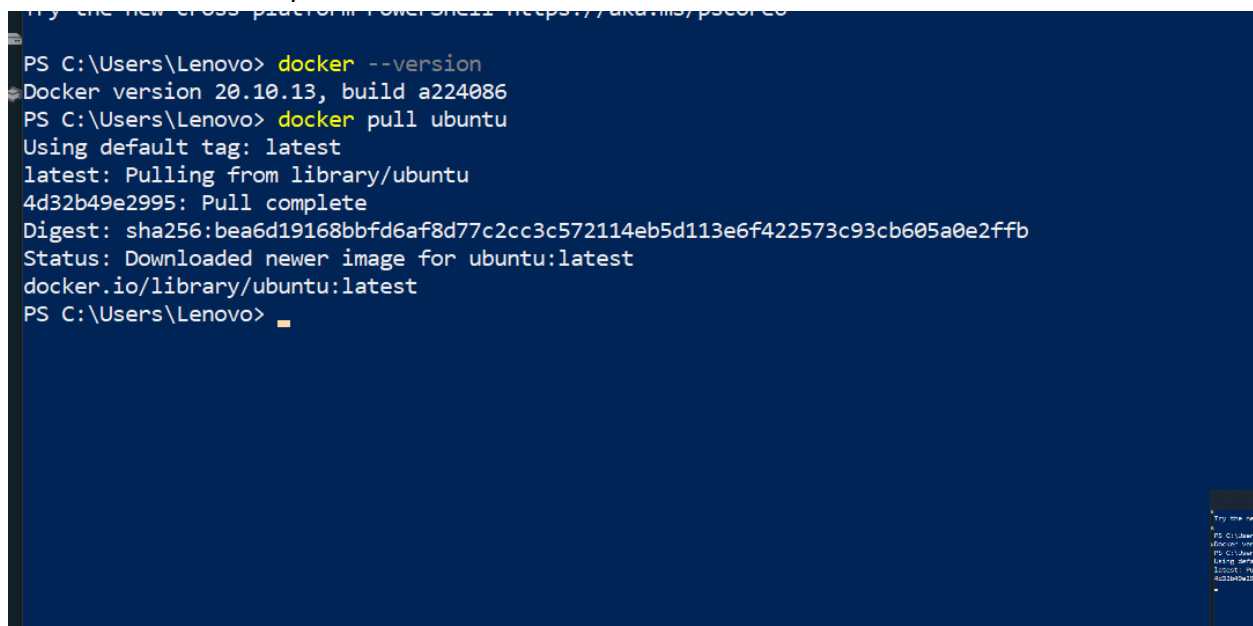 PS C:\Users\Lenovo> docker --version
Docker version 20.10.13, build a224086
PS C:\Users\Lenovo> docker pull ubuntu
Using default tag: latest
latest: Pulling from library/ubuntu
4d32b49e2995: Pull complete
Digest: sha256:bea6d19168bbfd6af8d77c2cc3c572114eb5d113e6f422573c93cb605a0e2ffb
Status: Downloaded newer image for ubuntu:latest
docker.io/library/ubuntu:latest
PS C:\Users\Lenovo>